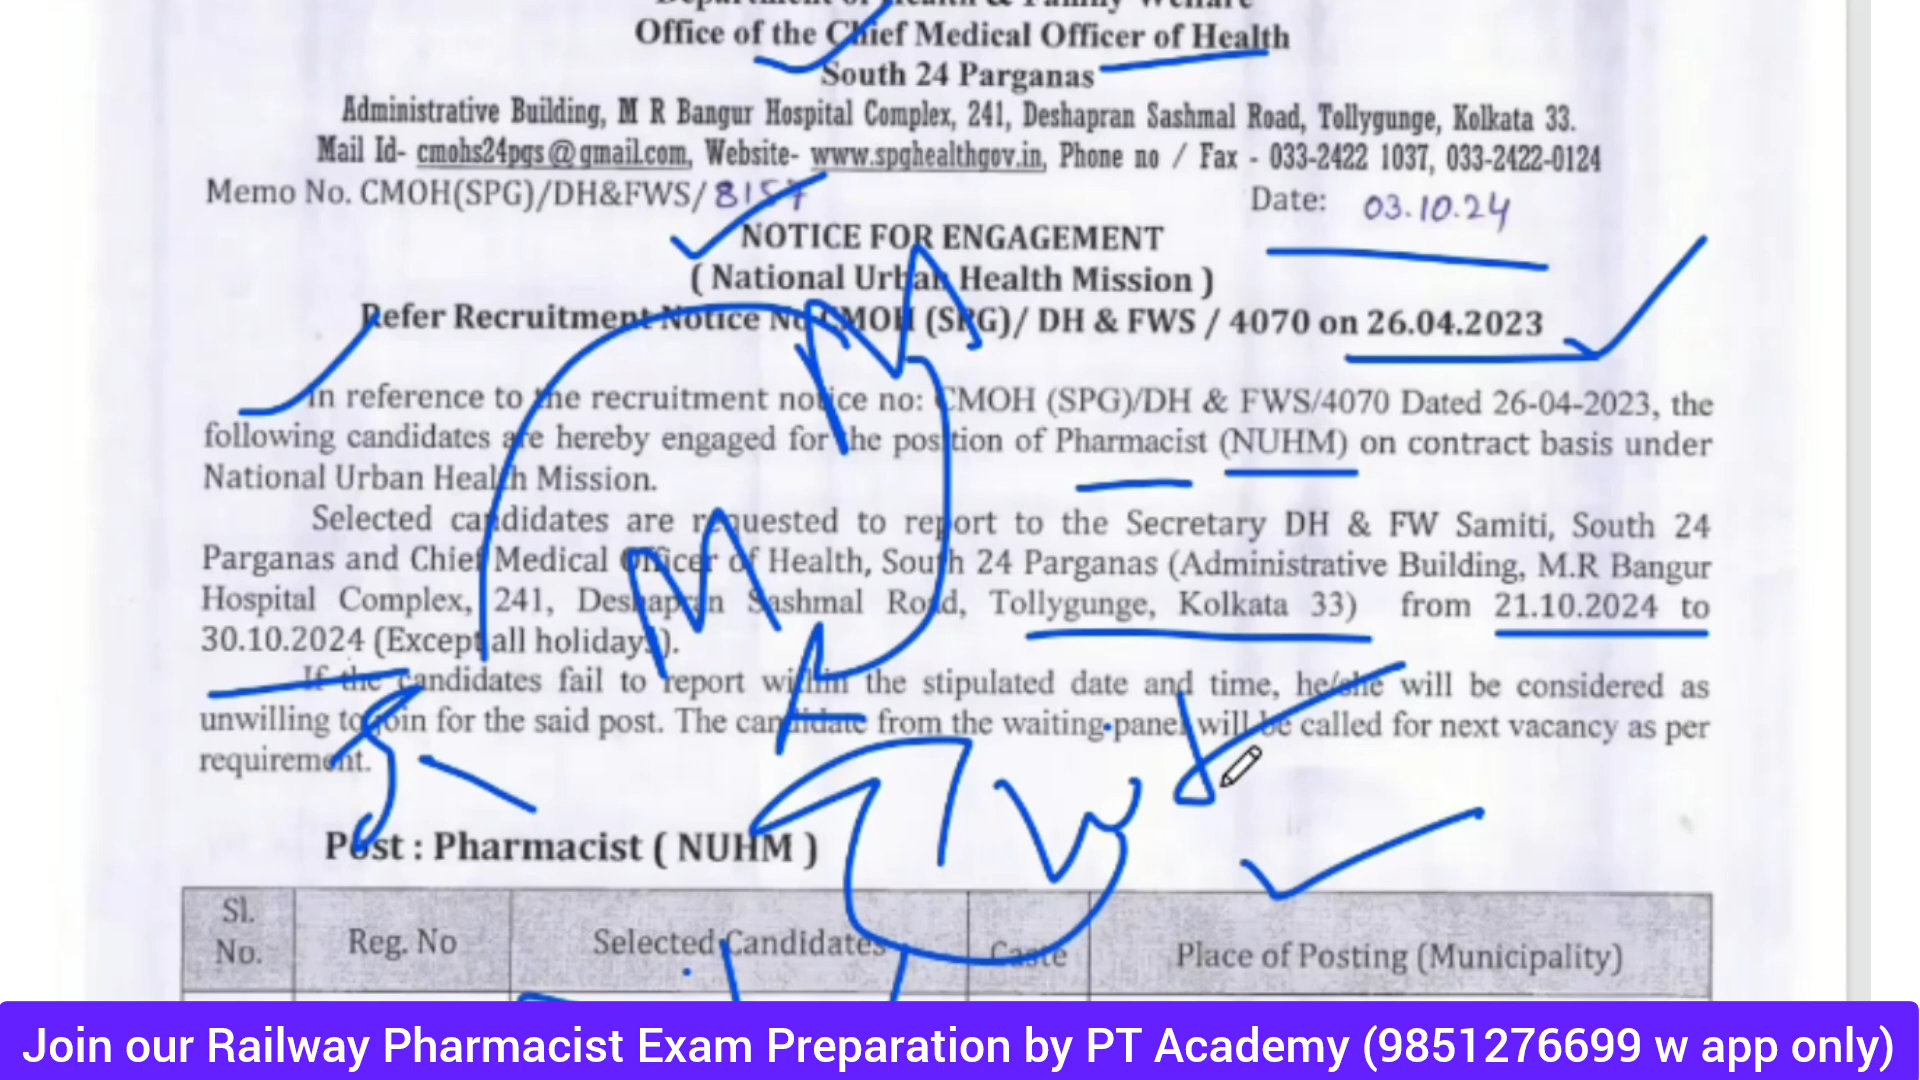 Department of Health & Family Welfare
Office of the Chief Medical Officer of Health
South 24 Parganas
Administrative Building, M R Bangur Hospital Complex, 241, Deshapran Sashmal Road, Tollygunge, Kolkata 33.
Mail Id- cmohs24pgs@gmail.com, Website- www.spghealthgov.in, Phone no / Fax - 033-2422 1037, 033-2422-0124
Memo No. CMOH(SPG)/DH&FWS/ 8157 Date: 03.10.24
NOTICE FOR ENGAGEMENT
( National Urban Health Mission )
Refer Recruitment Notice No CMOH (SPG)/ DH & FWS / 4070 on 26.04.2023
In reference to the recruitment notice no: CMOH (SPG)/DH & FWS/4070 Dated 26-04-2023, the
following candidates are hereby engaged for the position of Pharmacist (NUHM) on contract basis under
National Urban Health Mission.
Selected candidates are requested to report to the Secretary DH & FW Samiti, South 24
Parganas and Chief Medical Officer of Health, South 24 Parganas (Administrative Building, M.R Bangur
Hospital Complex, 241, Deshapran Sashmal Road, Tollygunge, Kolkata 33) from 21.10.2024 to
30.10.2024 (Except all holidays).
If the candidates fail to report within the stipulated date and time, he/she will be considered as
unwilling to join for the said post. The candidate from the waiting panel will be called for next vacancy as per
requirement.
Post : Pharmacist ( NUHM )
Sl. No. Reg. No Selected Candidates Caste Place of Posting (Municipality)
Join our Railway Pharmacist Exam Preparation by PT Academy (9851276699 w app only)